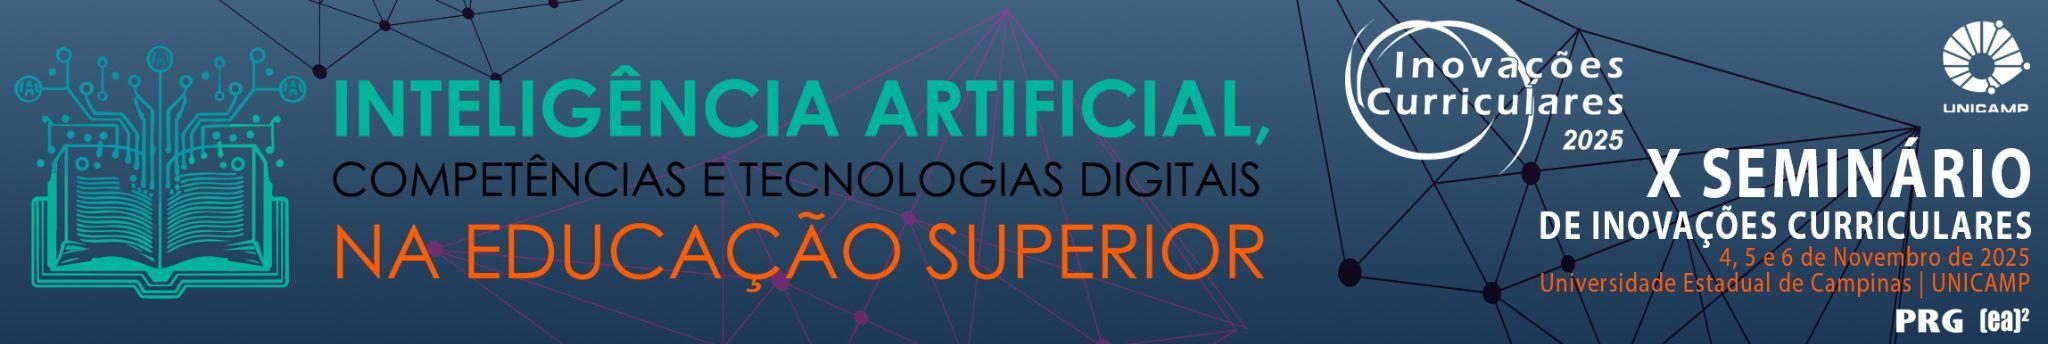 INTELIGÊNCIA ARTIFICIAL,
COMPETÊNCIAS E TECNOLOGIAS DIGITAIS
NA EDUCAÇÃO SUPERIOR
Inovações
Curriculares
2025
UNICAMP
X SEMINÁRIO
DE INOVAÇÕES CURRICULARES
4, 5 e 6 de Novembro de 2025
Universidade Estadual de Campinas | UNICAMP
PRG (ea)²